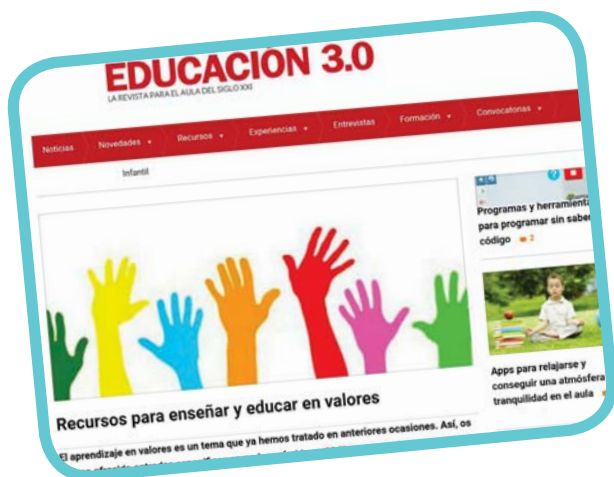 EDUCACIÓN 3.0
LA REVISTA PARA EL AULA DEL SIGLO XXI
Noticias Novedades Recursos Experiencias Entrevistas Formación Convocatorias
Infantil
Programas y herramienta
para programar sin saber
código 2
Apps para relajarse y
conseguir una atmósfera
tranquilidad en el aula
Recursos para enseñar y educar en valores
El aprendizaje en valores es un tema que ya hemos tratado en anteriores ocasiones. Así, os